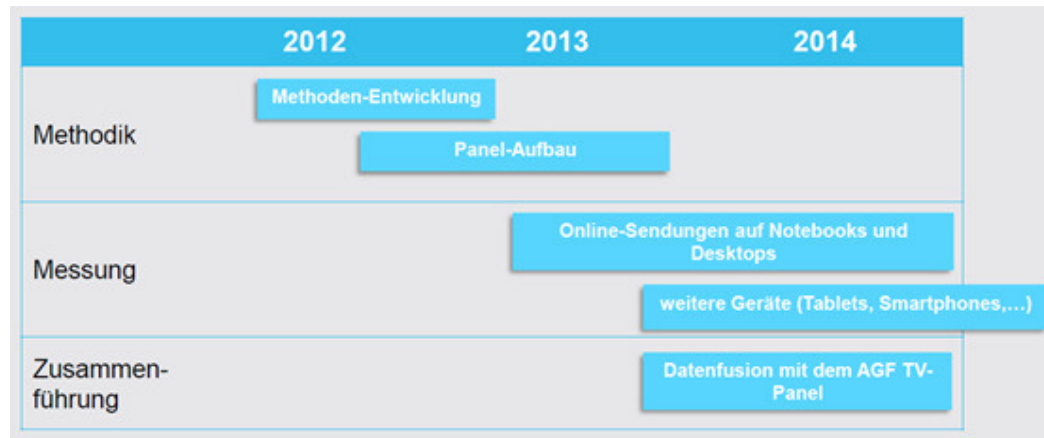 2012 2013 2014
Methodik
Methoden-Entwicklung
Panel-Aufbau
Messung
Online-Sendungen auf Notebooks und
Desktops
weitere Geräte (Tablets, Smartphones,…)
Zusammen-
führung
Datenfusion mit dem AGF TV-
Panel